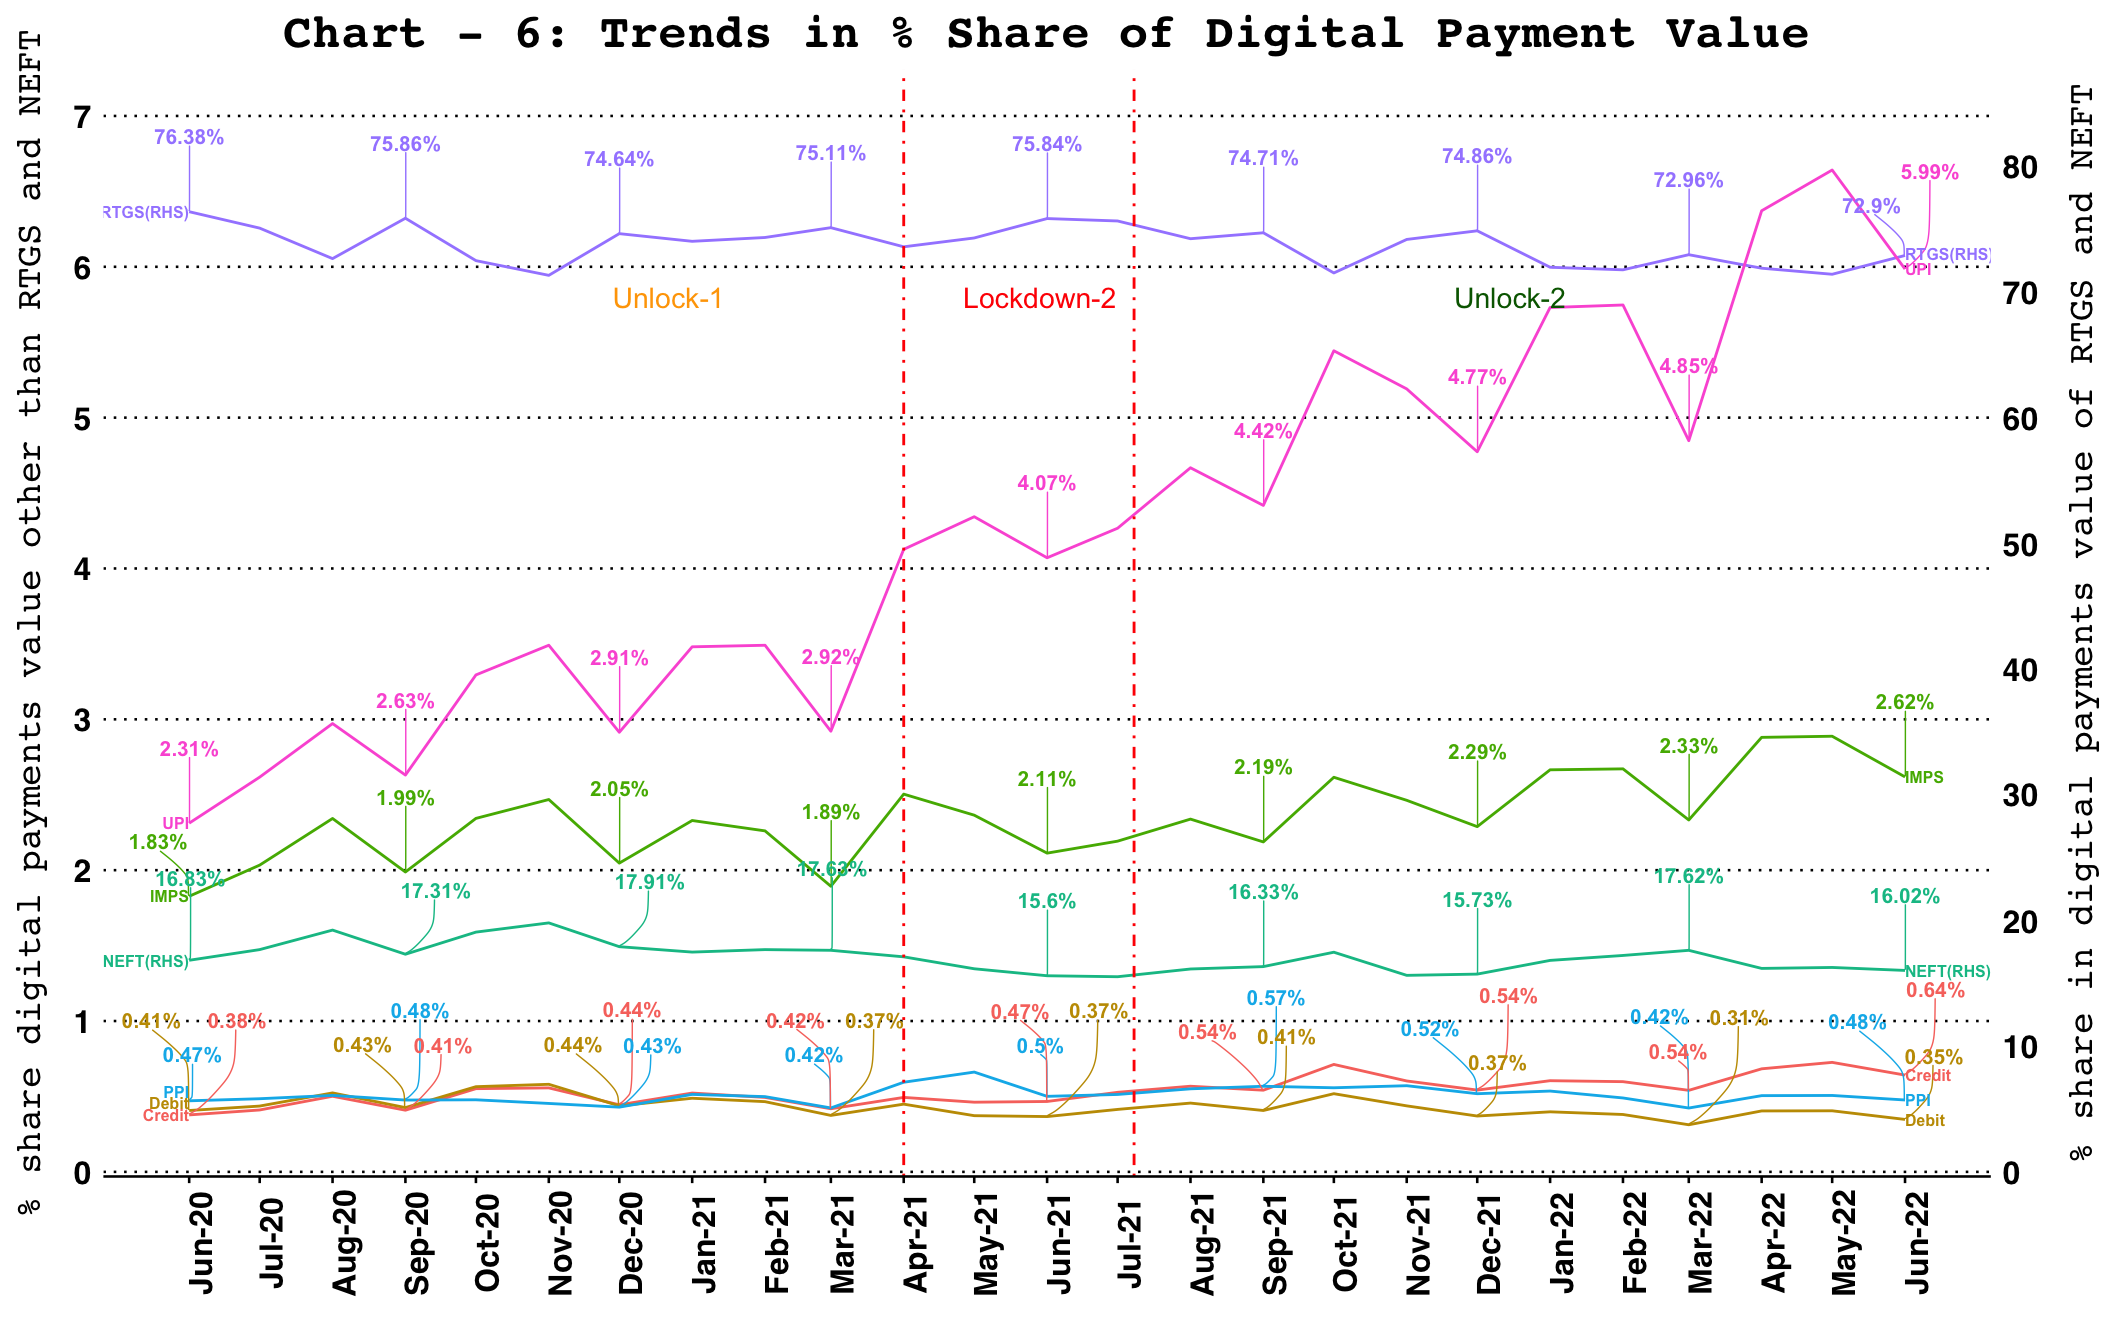 Chart - 6: Trends in % Share of Digital Payment Value
% share digital payments value other than RTGS and NEFT
% share in digital payments value of RTGS and NEFT
7
6
5
4
3
2
1
0
80
70
60
50
40
30
20
10
0
76.38%
75.86%
74.64%
75.11%
75.84%
74.71%
74.86%
72.96%
72.9%
5.99%
RTGS(RHS)
RTGS(RHS)
UPI
Unlock-1
Lockdown-2
Unlock-2
2.31%
2.63%
2.91%
2.92%
4.07%
4.42%
4.77%
4.85%
UPI
1.83%
1.99%
2.05%
1.89%
2.11%
2.19%
2.29%
2.33%
2.62%
IMPS
IMPS
16.83%
17.31%
17.91%
17.63%
15.6%
16.33%
15.73%
17.62%
16.02%
NEFT(RHS)
NEFT(RHS)
0.41%
0.38%
0.47%
0.43%
0.48%
0.41%
0.44%
0.44%
0.43%
0.42%
0.42%
0.37%
0.47%
0.5%
0.37%
0.54%
0.57%
0.41%
0.52%
0.54%
0.37%
0.42%
0.54%
0.31%
0.48%
0.64%
0.35%
PPI
Debit
Credit
Credit
PPI
Debit
Jun-20
Jul-20
Aug-20
Sep-20
Oct-20
Nov-20
Dec-20
Jan-21
Feb-21
Mar-21
Apr-21
May-21
Jun-21
Jul-21
Aug-21
Sep-21
Oct-21
Nov-21
Dec-21
Jan-22
Feb-22
Mar-22
Apr-22
May-22
Jun-22